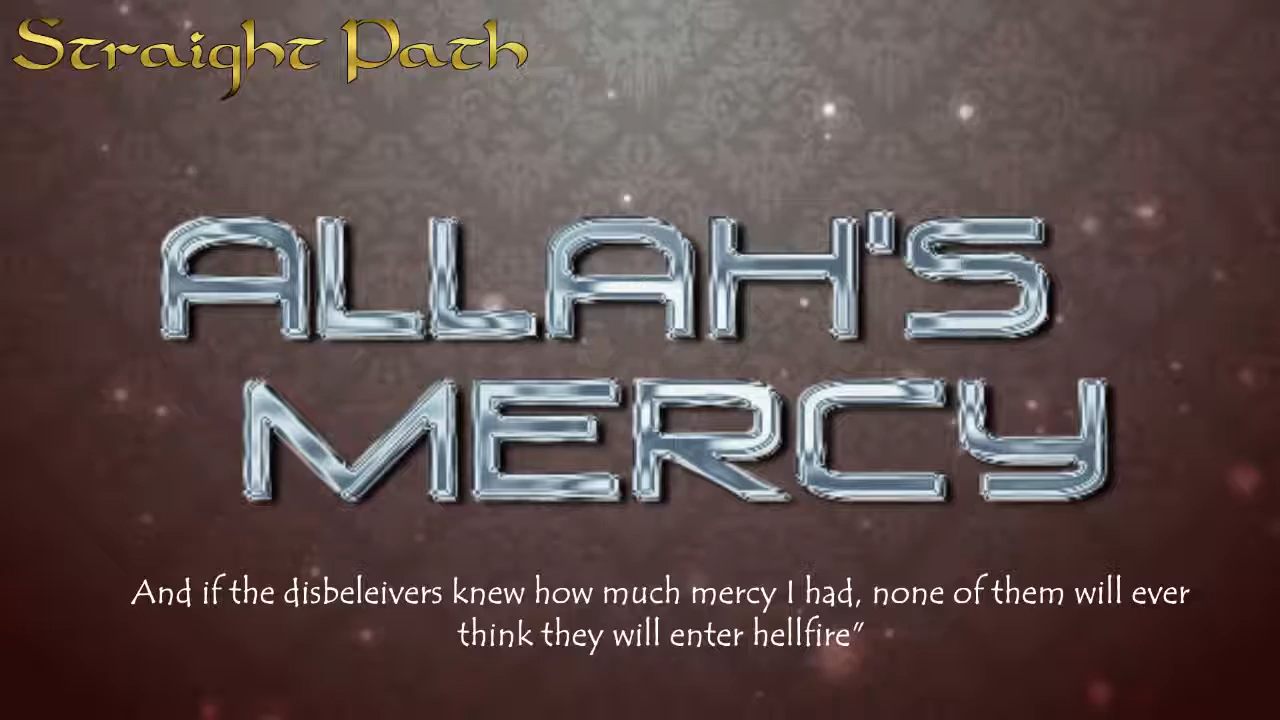 Straight Path
ALLAH'S
MERCY
And if the disbeleivers knew how much mercy I had, none of them will ever
think they will enter hellfire"